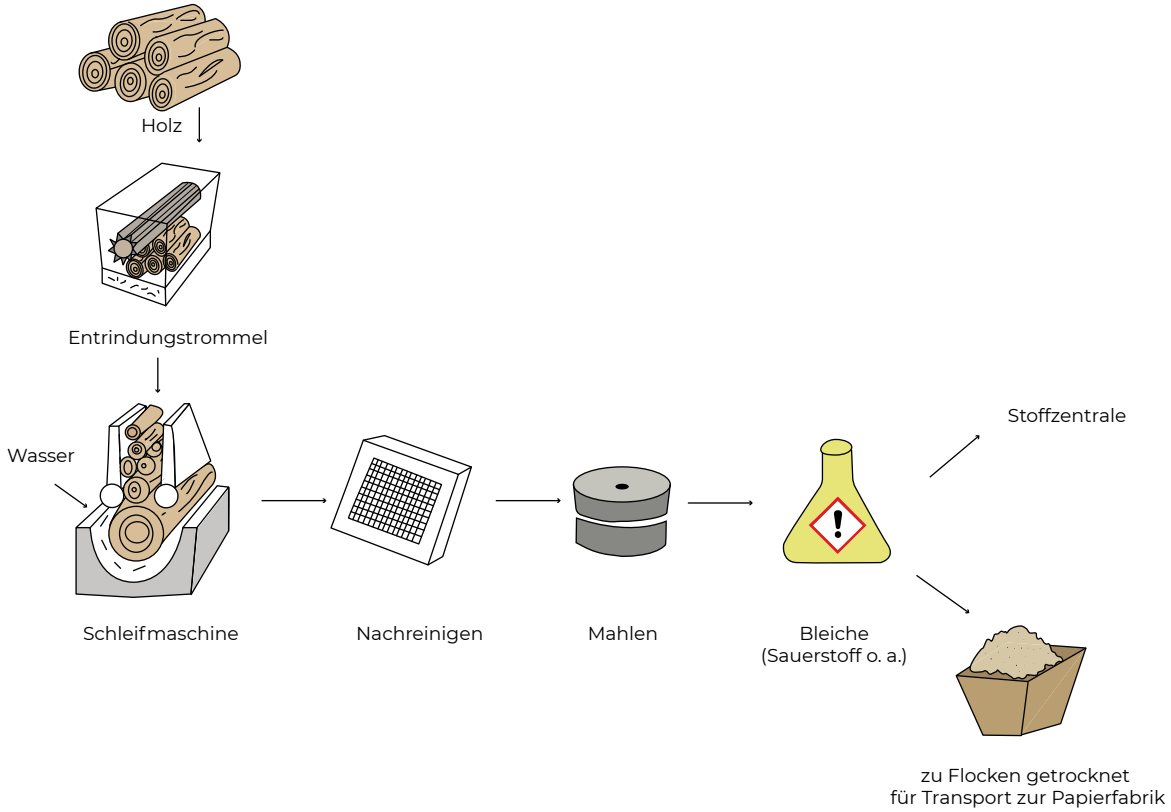 Holz
Entrindungstrommel
Wasser
Schleifmaschine
Nachreinigen
Mahlen
Bleiche
(Sauerstoff o. a.)
Stoffzentrale
zu Flocken getrocknet
für Transport zur Papierfabrik